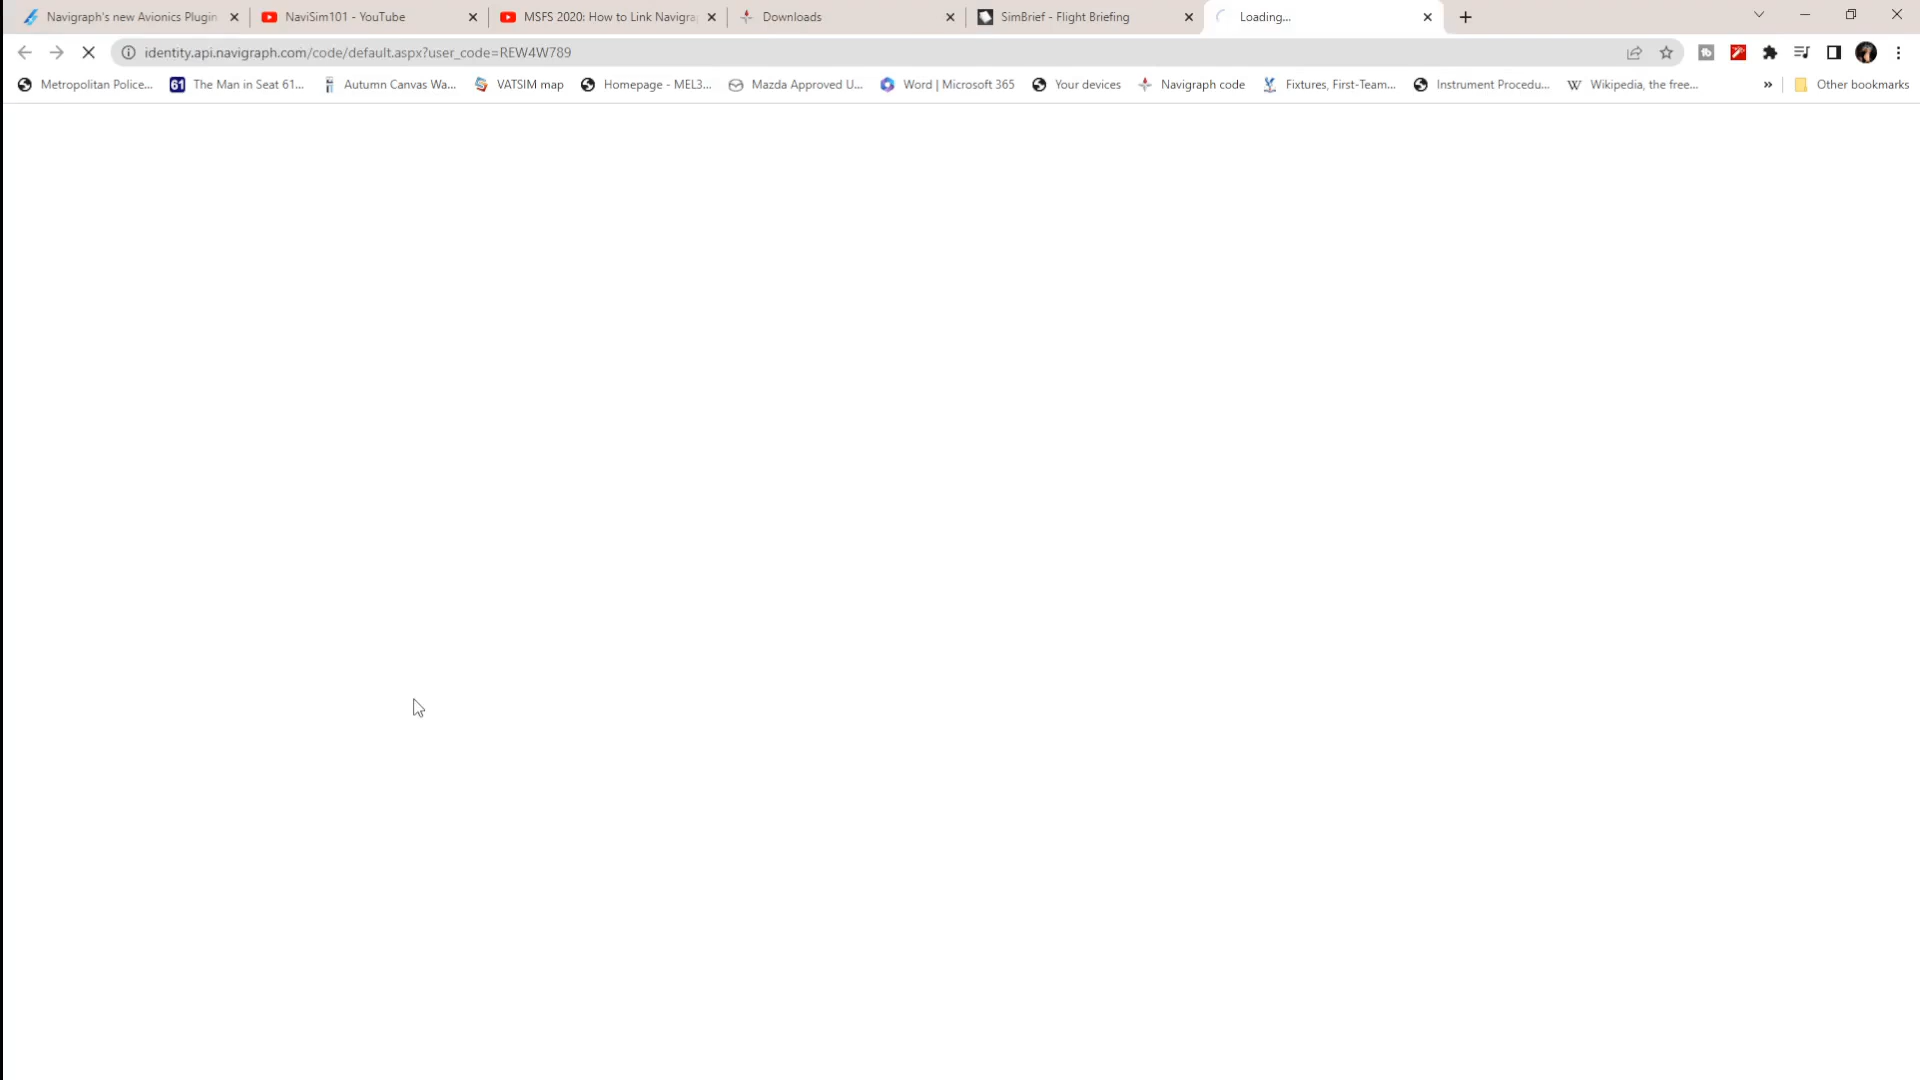 Navigraph's new Avionics Plugin
NaviSim101 - YouTube
MSFS 2020: How to Link Navigra
Downloads
SimBrief - Flight Briefing
Loading...
identity.api.navigraph.com/code/default.aspx?user_code=REW4W789
Metropolitan Police...
61 The Man in Seat 61...
Autumn Canvas Wa...
VATSIM map
Homepage - MEL3...
Mazda Approved U...
Word | Microsoft 365
Your devices
Navigraph code
Fixtures, First-Team...
Instrument Procedu...
W Wikipedia, the free...
»
Other bookmarks